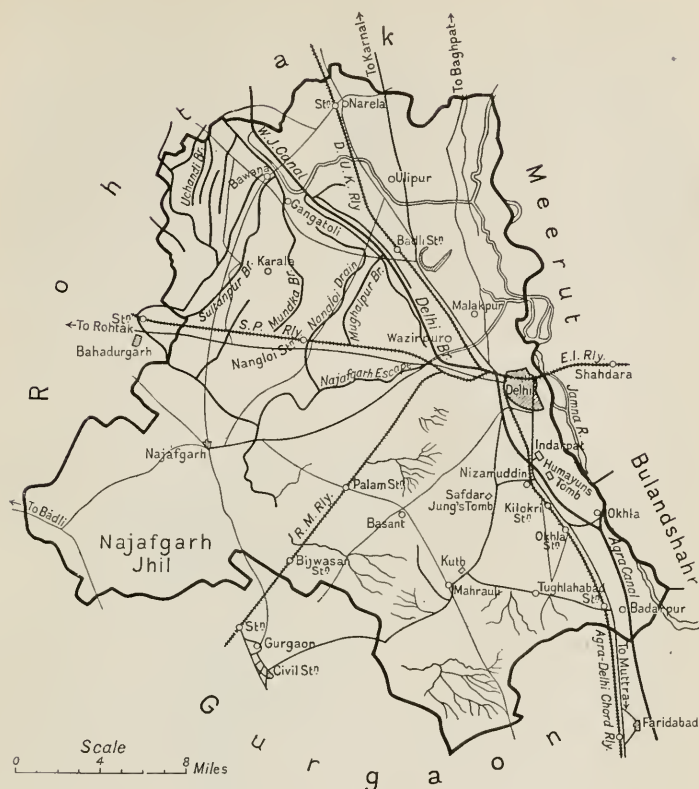 Rohtak
Meerut
Bulandshahr
Gurgaon
To Karnal
To Baghpat
Stn.
Narela
D.U.K. Rly
W.J. Canal
Uchandi Br.
Bawana
Ulipur
Gangatoli
Badli Stn
Karala
Sultanpur Br.
Mundka Br.
Nangloi Drain
Mughalpur Br.
Delhi Br.
Malakpur
Wazirpur
Stn
To Rohtak
S.P. Rly.
Bahadurgarh
Nangloi Stn
Najafgarh Escape
E.I. Rly.
Shahdara
Delhi
Jamna R.
Indarpat
Humayuns
Tomb
Najafgarh
Nizamuddin
Palam Stn
Safdar
Jung's Tomb
Kilokri
Stn
Okhla
To Badli
R.M. Rly.
Basant
Okhla
Stn
Agra Canal
Najafgarh
Jhil
Bijwasan
Stn
Kutb
Mahrauli
Tughlahabad
Stn
Badarpur
Stn
Gurgaon
Civil Stn
Agra-Delhi Chord Rly.
To Muttra
Faridabad
Scale
0 4 8
Miles